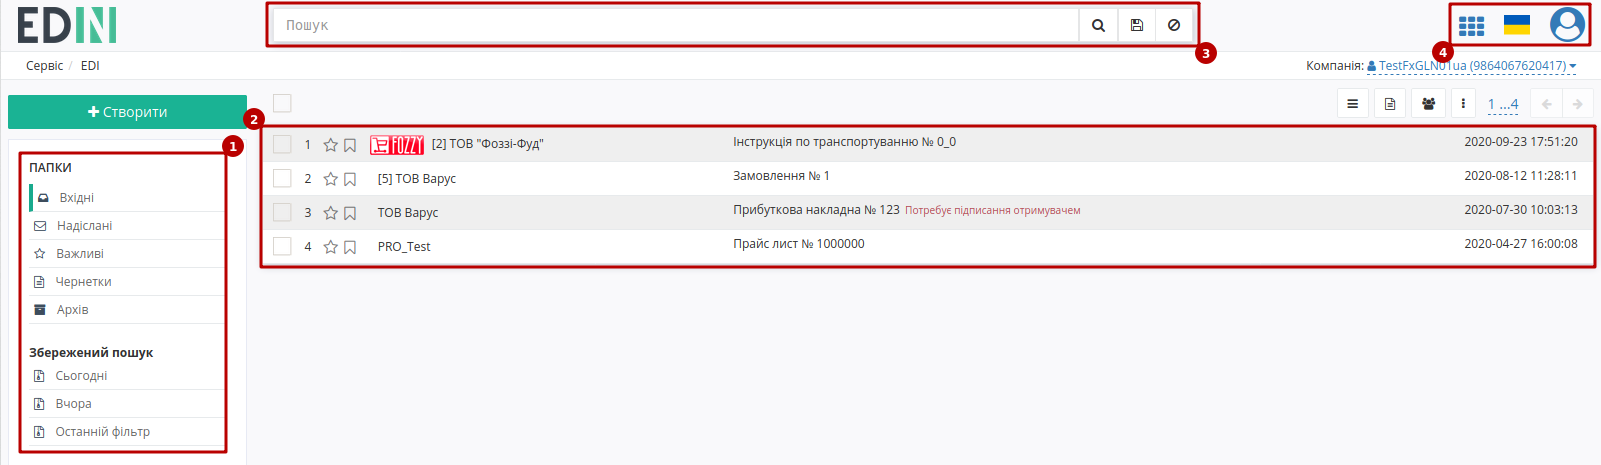 EDIN
Пошук
3
4
Сервіс / EDI
Компанія: TestFxGLN01ua (9864067620417)
Створити
2
1 ...4
1
ПАПКИ
Вхідні
Надіслані
Важливі
Чернетки
Архів
Збережений пошук
Сьогодні
Вчора
Останній фільтр
1 FOZZY [2] ТОВ "Фоззі-Фуд" Інструкція по транспортуванню № 0_0 2020-09-23 17:51:20
2 [5] ТОВ Варус Замовлення № 1 2020-08-12 11:28:11
3 ТОВ Варус Прибуткова накладна № 123 Потребує підписання отримувачем 2020-07-30 10:03:13
4 PRO_Test Прайс лист № 1000000 2020-04-27 16:00:08